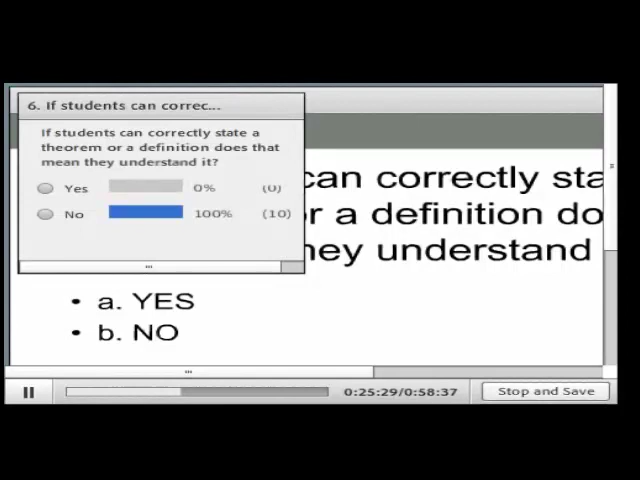 6. If students can correc...
If students can correctly state a
theorem or a definition does that
mean they understand it?
Yes 0% (0)
No 100% (10)
can correctly sta
r a definition do
hey understand
• a. YES
• b. NO
0:25:29/0:58:37
Stop and Save